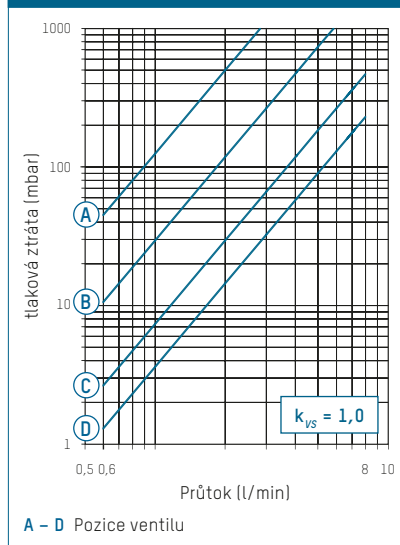 1000
100
10
1
tlaková ztráta (mbar)
A
B
C
D
k_vs = 1,0
0,5 0,6 8 10
Průtok (l/min)
A – D Pozice ventilu